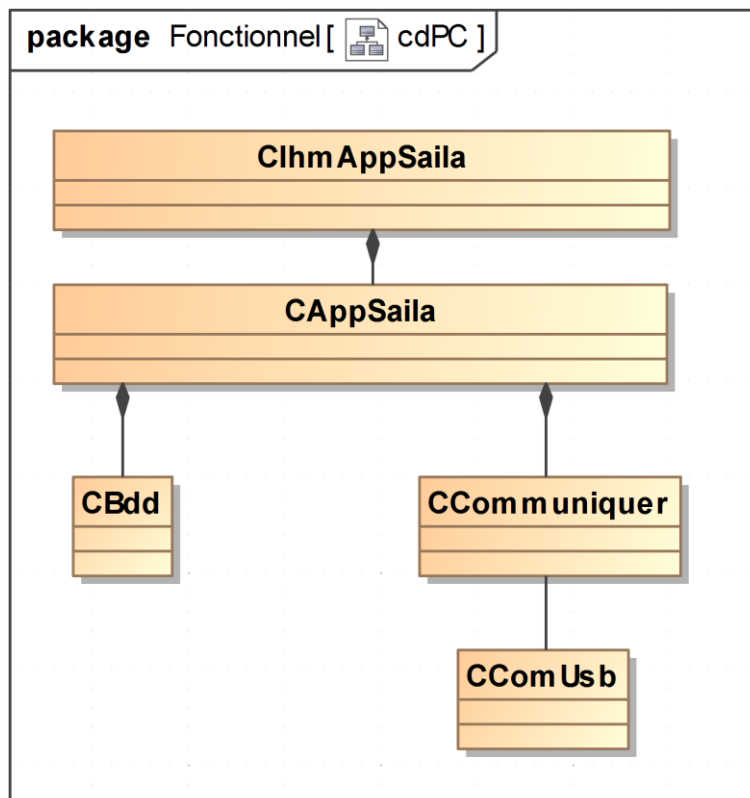 package Fonctionnel [ cdPC ]
CIhmAppSaila
CAppSaila
CBdd
CCommuniquer
CComUsb